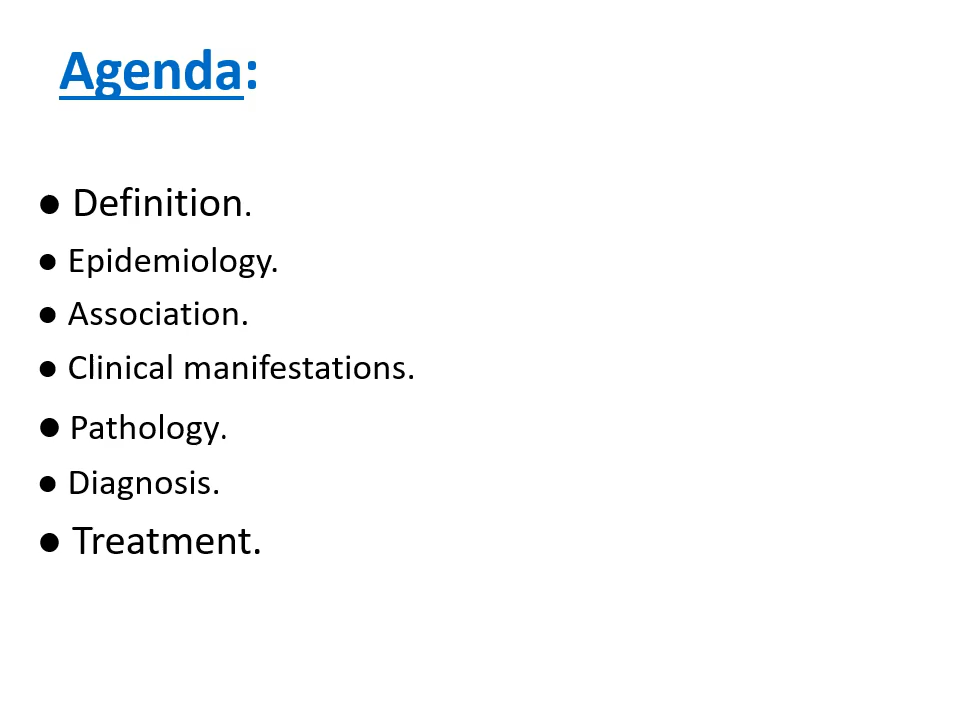 Agenda:
● Definition.
● Epidemiology.
● Association.
● Clinical manifestations.
● Pathology.
● Diagnosis.
● Treatment.